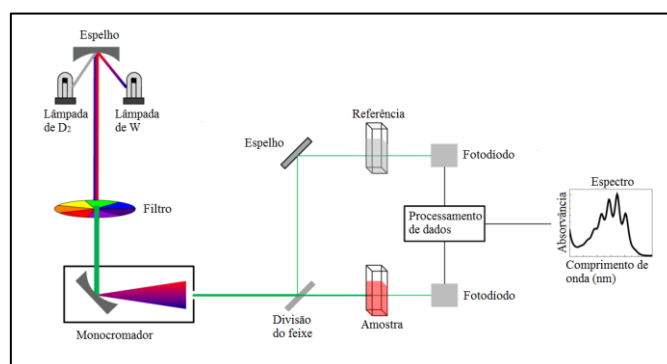 Espelho
Lâmpada
de D₂
Lâmpada
de W
Filtro
Monocromador
Espelho
Divisão
do feixe
Referência
Amostra
Fotodíodo
Processamento
de dados
Fotodíodo
Espectro
Absorvância
Comprimento de
onda (nm)